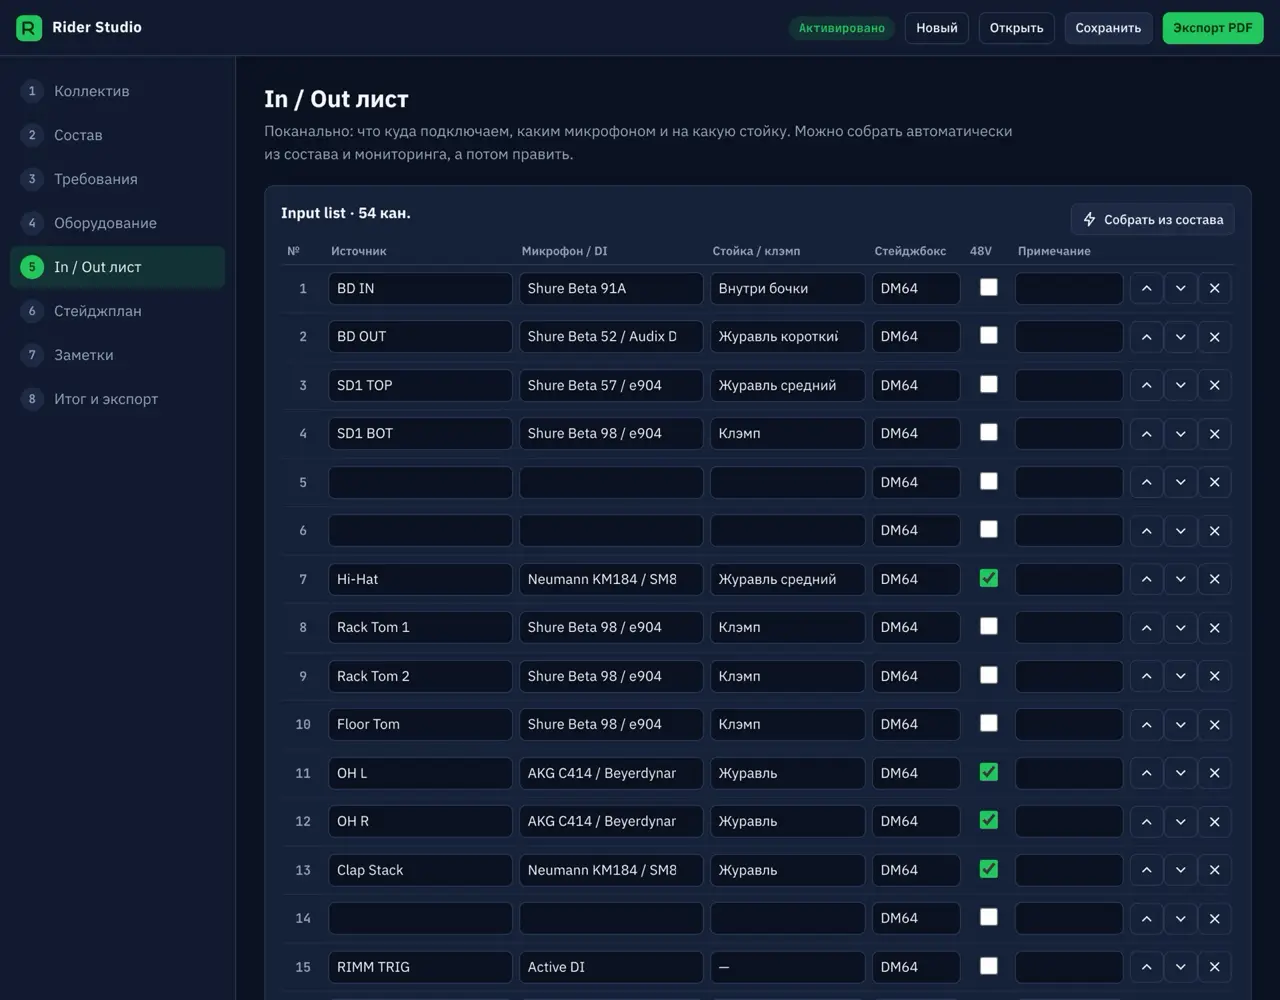 R Rider Studio
Активировано Новый Открыть Сохранить Экспорт PDF
1 Коллектив
2 Состав
3 Требования
4 Оборудование
5 In / Out лист
6 Стейджплан
7 Заметки
8 Итог и экспорт
In / Out лист
Поканально: что куда подключаем, каким микрофоном и на какую стойку. Можно собрать автоматически
из состава и мониторинга, а потом править.
Input list · 54 кан.
Собрать из состава
№ Источник Микрофон / DI Стойка / клэмп Стейджбокс 48V Примечание
1 BD IN Shure Beta 91A Внутри бочки DM64
2 BD OUT Shure Beta 52 / Audix D Журавль короткий DM64
3 SD1 TOP Shure Beta 57 / e904 Журавль средний DM64
4 SD1 BOT Shure Beta 98 / e904 Клэмп DM64
5 DM64
6 DM64
7 Hi-Hat Neumann KM184 / SM8 Журавль средний DM64
8 Rack Tom 1 Shure Beta 98 / e904 Клэмп DM64
9 Rack Tom 2 Shure Beta 98 / e904 Клэмп DM64
10 Floor Tom Shure Beta 98 / e904 Клэмп DM64
11 OH L AKG C414 / Beyerdynar Журавль DM64
12 OH R AKG C414 / Beyerdynar Журавль DM64
13 Clap Stack Neumann KM184 / SM8 Журавль DM64
14 DM64
15 RIMM TRIG Active DI — DM64